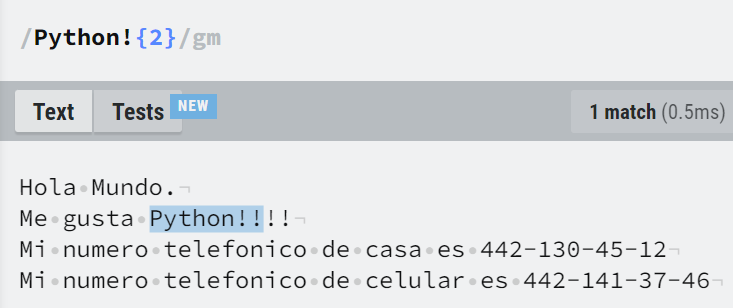 /Python!{2}/gm
Text Tests NEW 1 match (0.5ms)
Hola Mundo.
Me gusta Python!!!!
Mi numero telefonico de casa es 442-130-45-12
Mi numero telefonico de celular es 442-141-37-46